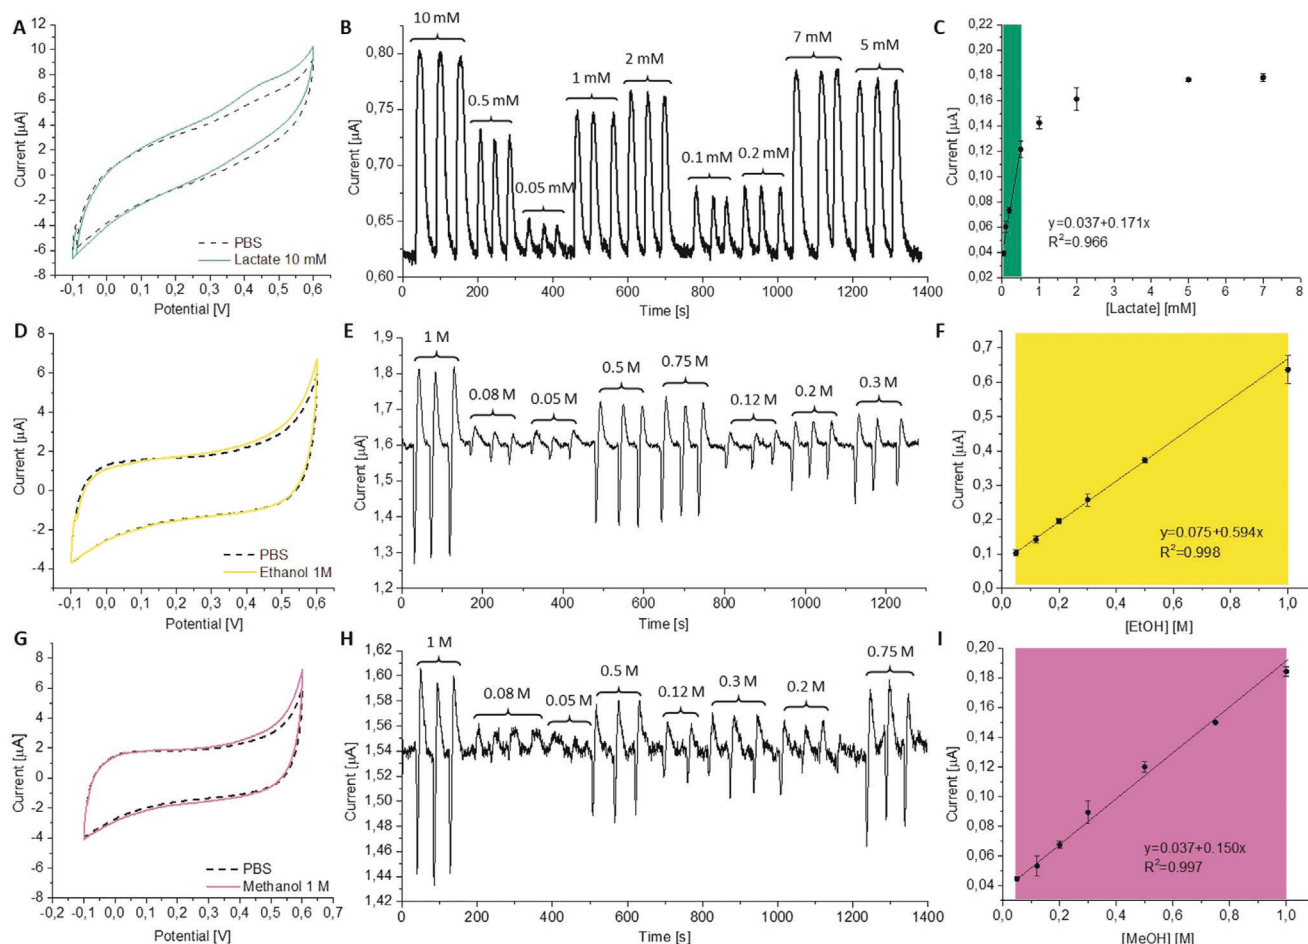 A
12
10
8
6
4
2
0
-2
-4
-6
-8
Current [µA]
-0,1 0,0 0,1 0,2 0,3 0,4 0,5 0,6
Potential [V]
PBS
Lactate 10 mM
B
0,80
0,75
0,70
0,65
0,60
Current [µA]
10 mM
0.5 mM
0.05 mM
1 mM
2 mM
0.1 mM
0.2 mM
7 mM
5 mM
0 200 400 600 800 1000 1200 1400
Time [s]
C
0,22
0,20
0,18
0,16
0,14
0,12
0,10
0,08
0,06
0,04
0,02
Current [µA]
y=0.037+0.171x
R²=0.966
0 1 2 3 4 5 6 7 8
[Lactate] [mM]
D
8
6
4
2
0
-2
-4
Current [µA]
-0,1 0,0 0,1 0,2 0,3 0,4 0,5 0,6
Potential [V]
PBS
Ethanol 1M
E
1,9
1,8
1,7
1,6
1,5
1,4
1,3
1,2
Current [µA]
1 M
0.08 M
0.05 M
0.5 M
0.75 M
0.12 M
0.2 M
0.3 M
0 200 400 600 800 1000 1200
Time [s]
F
0,7
0,6
0,5
0,4
0,3
0,2
0,1
0,0
Current [µA]
y=0.075+0.594x
R²=0.998
0,2 0,4 0,6 0,8 1,0
[EtOH] [M]
G
8
6
4
2
0
-2
-4
-6
-8
Current [µA]
-0,2 -0,1 0,0 0,1 0,2 0,3 0,4 0,5 0,6 0,7
Potential [V]
PBS
Methanol 1 M
H
1,62
1,60
1,58
1,56
1,54
1,52
1,50
1,48
1,46
1,44
1,42
Current [µA]
1 M
0.08 M
0.05 M
0.5 M
0.12 M
0.3 M
0.2 M
0.75 M
0 200 400 600 800 1000 1200 1400
Time [s]
I
0,20
0,18
0,16
0,14
0,12
0,10
0,08
0,06
0,04
Current [µA]
y=0.037+0.150x
R²=0.997
0,2 0,4 0,6 0,8 1,0
[MeOH] [M]